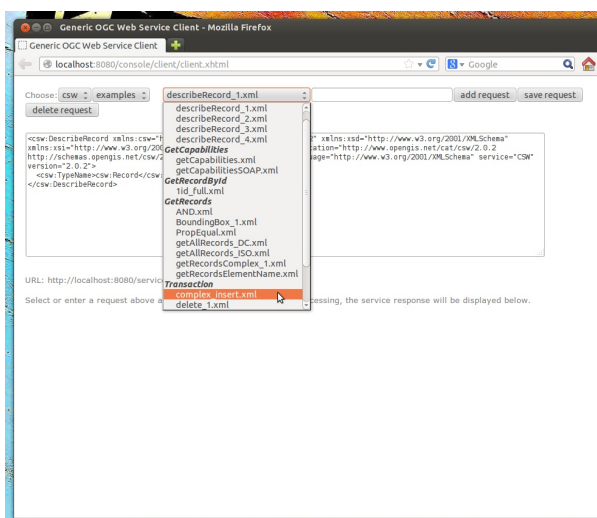 Generic OGC Web Service Client - Mozilla Firefox
Generic OGC Web Service Client
localhost:8080/console/client/client.xhtml
Google
Choose: csw examples describeRecord_1.xml add request save request
delete request
describeRecord_1.xml
describeRecord_2.xml
describeRecord_3.xml
describeRecord_4.xml
GetCapabilities
getCapabilities.xml
getCapabilitiesSOAP.xml
GetRecordById
1id_full.xml
GetRecords
AND.xml
BoundingBox_1.xml
PropEqual.xml
getAllRecords_DC.xml
getAllRecords_ISO.xml
getRecordsComplex_1.xml
getRecordsElementName.xml
Transaction
complex_insert.xml
delete_1.xml
<csw:DescribeRecord xmlns:csw="h 2" xmlns:xsd="http://www.w3.org/2001/XMLSchema"
xmlns:xsi="http://www.w3.org/200 cation="http://www.opengis.net/cat/csw/2.0.2
http://schemas.opengis.net/csw/2 uage="http://www.w3.org/XMLSchema" service="CSW"
version="2.0.2">
<csw:TypeName>csw:Record</csw:
</csw:DescribeRecord>
URL: http://localhost:8080/servic
Select or enter a request above a cessing, the service response will be displayed below.